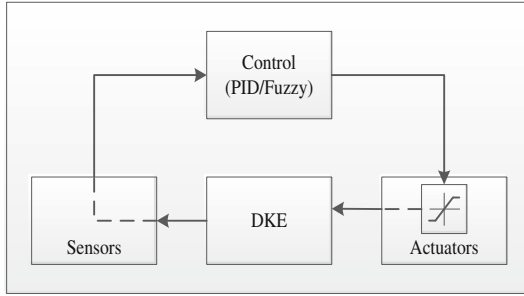 Control
(PID/Fuzzy)
Sensors
DKE
Actuators